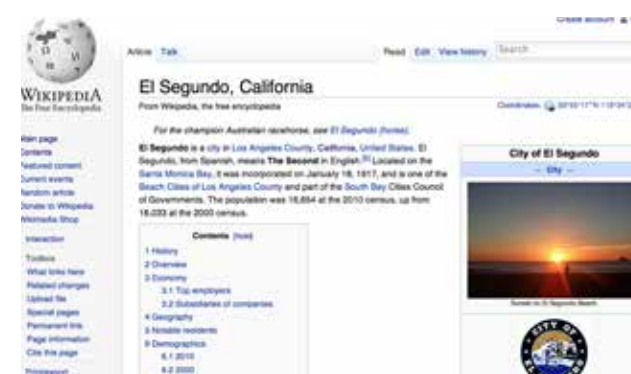 Create account
Article Talk
Read Edit View history Search
WIKIPEDIA
The Free Encyclopedia
El Segundo, California
From Wikipedia, the free encyclopedia
Coordinates:
For the champion Australian racehorse, see El Segundo (horse).
El Segundo is a city in Los Angeles County, California, United States. El
Segundo, from Spanish, means The Second in English.[1] Located on the
Santa Monica Bay, it was incorporated on January 18, 1917, and is one of the
Beach Cities of Los Angeles County and part of the South Bay Cities Council
of Governments. The population was 16,654 at the 2010 census, up from
16,033 at the 2000 census.
Main page
Contents
Featured content
Current events
Random article
Donate to Wikipedia
Wikimedia Shop
Interaction
Toolbox
What links here
Related changes
Upload file
Special pages
Permanent link
Page information
Cite this page
Contents [hide]
1 History
2 Overview
3 Economy
3.1 Top employers
3.2 Subsidiaries of companies
4 Geography
5 Notable residents
6 Demographics
6.1 2010
6.2 2000
City of El Segundo
— City —
Sunset on El Segundo Beach
CITY OF